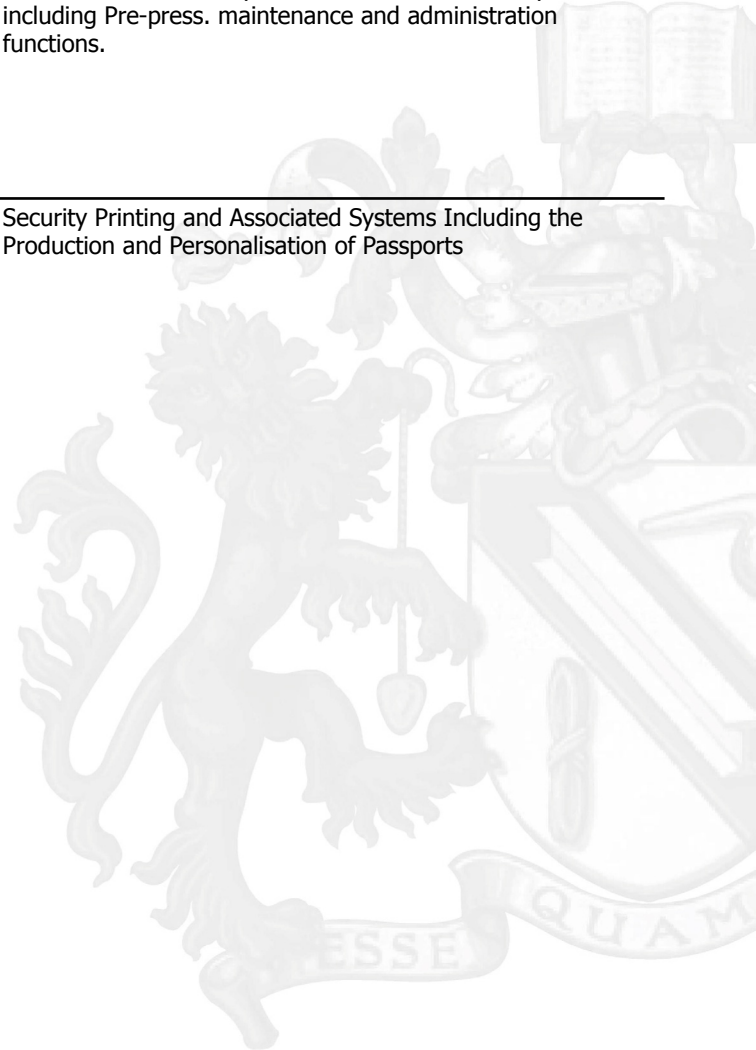 including Pre-press. maintenance and administration
functions.
Security Printing and Associated Systems Including the
Production and Personalisation of Passports
ESSE
QUAM